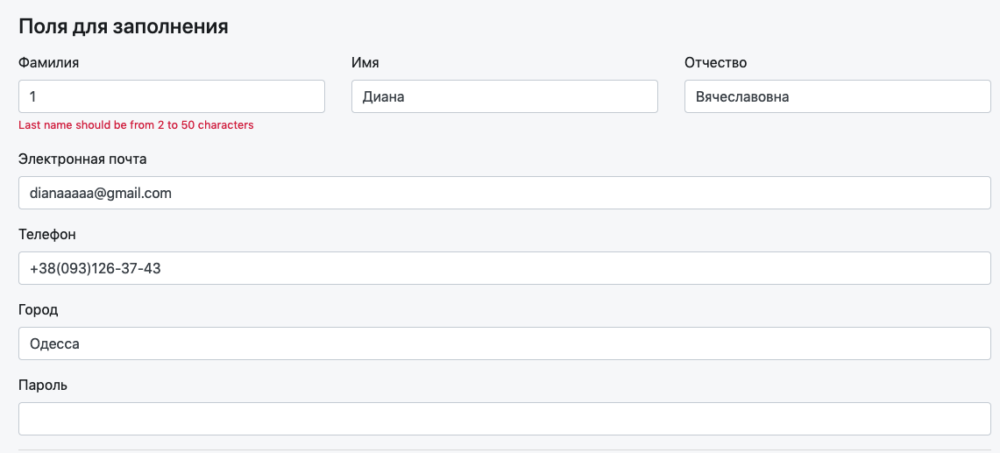 Поля для заполнения
Фамилия Имя Отчество
1 Диана Вячеславовна
Last name should be from 2 to 50 characters
Электронная почта
dianaaaaa@gmail.com
Телефон
+38(093)126-37-43
Город
Одесса
Пароль